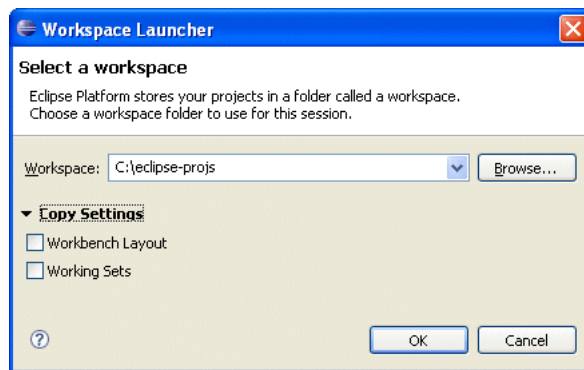 Workspace Launcher
Select a workspace
Eclipse Platform stores your projects in a folder called a workspace.
Choose a workspace folder to use for this session.
Workspace: C:\eclipse-projs Browse...
Copy Settings
Workbench Layout
Working Sets
? OK Cancel